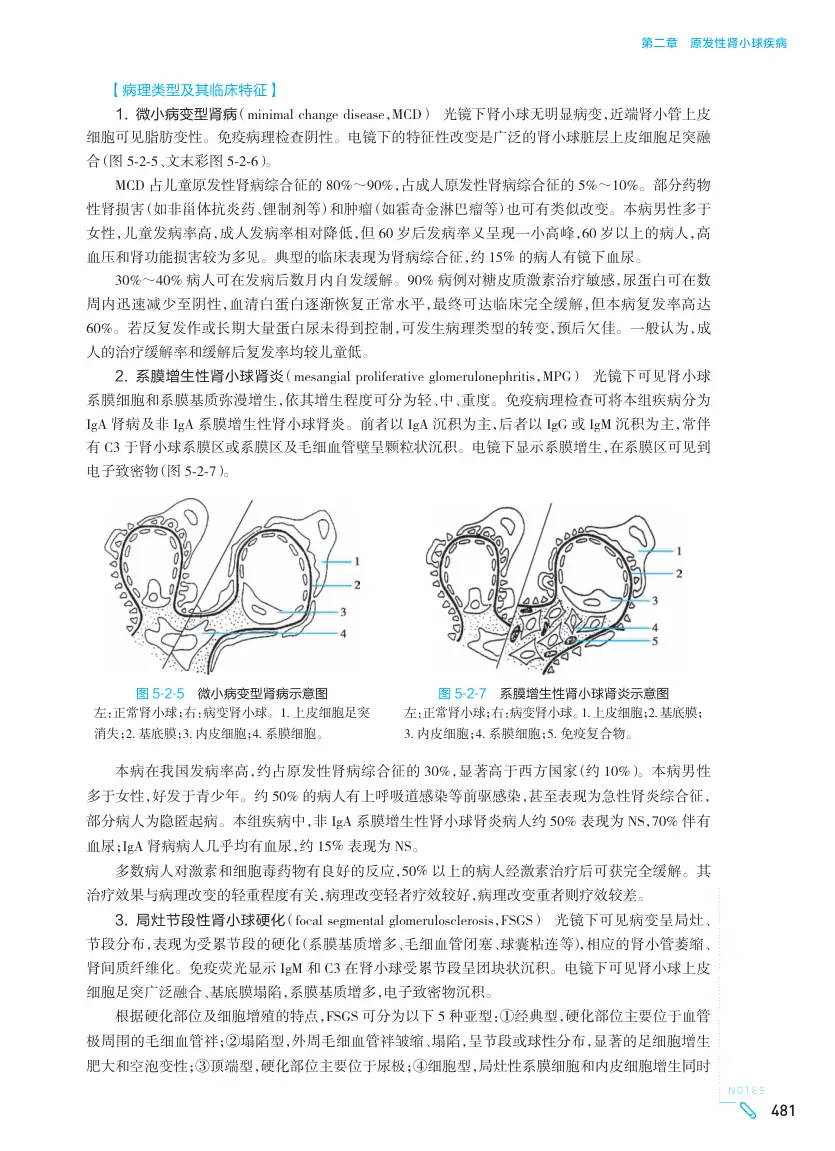 第二章 原发性肾小球疾病
【病理类型及其临床特征】
1. 微小病变型肾病（minimal change disease,MCD） 光镜下肾小球无明显病变,近端肾小管上皮
细胞可见脂肪变性。免疫病理检查阴性。电镜下的特征性改变是广泛的肾小球脏层上皮细胞足突融
合（图 5-2-5、文末彩图 5-2-6）。
MCD 占儿童原发性肾病综合征的 80%～90%,占成人原发性肾病综合征的 5%～10%。部分药物
性肾损害（如非甾体抗炎药、锂制剂等）和肿瘤（如霍奇金淋巴瘤等）也可有类似改变。本病男性多于
女性,儿童发病率高,成人发病率相对降低,但 60 岁后发病率又呈现一小高峰,60 岁以上的病人,高
血压和肾功能损害较为多见。典型的临床表现为肾病综合征,约 15% 的病人有镜下血尿。
30%～40% 病人可在发病后数月内自发缓解。90% 病例对糖皮质激素治疗敏感,尿蛋白可在数
周内迅速减少至阴性,血清白蛋白逐渐恢复正常水平,最终可达临床完全缓解,但本病复发率高达
60%。若反复发作或长期大量蛋白尿未得到控制,可发生病理类型的转变,预后欠佳。一般认为,成
人的治疗缓解率和缓解后复发率均较儿童低。
2. 系膜增生性肾小球肾炎（mesangial proliferative glomerulonephritis,MPG） 光镜下可见肾小球
系膜细胞和系膜基质弥漫增生,依其增生程度可分为轻、中、重度。免疫病理检查可将本组疾病分为
IgA 肾病及非 IgA 系膜增生性肾小球肾炎。前者以 IgA 沉积为主,后者以 IgG 或 IgM 沉积为主,常伴
有 C3 于肾小球系膜区或系膜区及毛细血管壁呈颗粒状沉积。电镜下显示系膜增生,在系膜区可见到
电子致密物（图 5-2-7）。
1
2
3
4
图 5-2-5 微小病变型肾病示意图
左:正常肾小球;右:病变肾小球。1. 上皮细胞足突
消失;2. 基底膜;3. 内皮细胞;4. 系膜细胞。
1
2
3
4
5
图 5-2-7 系膜增生性肾小球肾炎示意图
左:正常肾小球;右:病变肾小球。1. 上皮细胞;2. 基底膜;
3. 内皮细胞;4. 系膜细胞;5. 免疫复合物。
本病在我国发病率高,约占原发性肾病综合征的 30%,显著高于西方国家（约 10%）。本病男性
多于女性,好发于青少年。约 50% 的病人有上呼吸道感染等前驱感染,甚至表现为急性肾炎综合征,
部分病人为隐匿起病。本组疾病中,非 IgA 系膜增生性肾小球肾炎病人约 50% 表现为 NS,70% 伴有
血尿;IgA 肾病病人几乎均有血尿,约 15% 表现为 NS。
多数病人对激素和细胞毒药物有良好的反应,50% 以上的病人经激素治疗后可获完全缓解。其
治疗效果与病理改变的轻重程度有关,病理改变轻者疗效较好,病理改变重者则疗效较差。
3. 局灶节段性肾小球硬化（focal segmental glomerulosclerosis,FSGS） 光镜下可见病变呈局灶、
节段分布,表现为受累节段的硬化（系膜基质增多、毛细血管闭塞、球囊粘连等）,相应的肾小管萎缩、
肾间质纤维化。免疫荧光显示 IgM 和 C3 在肾小球受累节段呈团块状沉积。电镜下可见肾小球上皮
细胞足突广泛融合、基底膜塌陷,系膜基质增多,电子致密物沉积。
根据硬化部位及细胞增殖的特点,FSGS 可分为以下 5 种亚型:①经典型,硬化部位主要位于血管
极周围的毛细血管袢;②塌陷型,外周毛细血管袢皱缩、塌陷,呈节段或球性分布,显著的足细胞增生
肥大和空泡变性;③顶端型,硬化部位主要位于尿极;④细胞型,局灶性系膜细胞和内皮细胞增生同时
NOTES
481